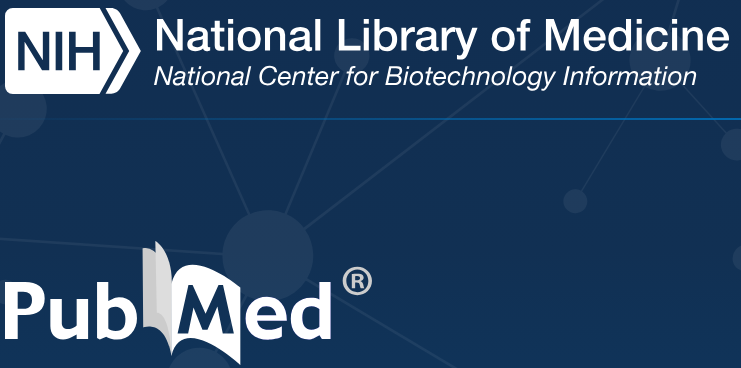 NIH National Library of Medicine
National Center for Biotechnology Information
PubMed®